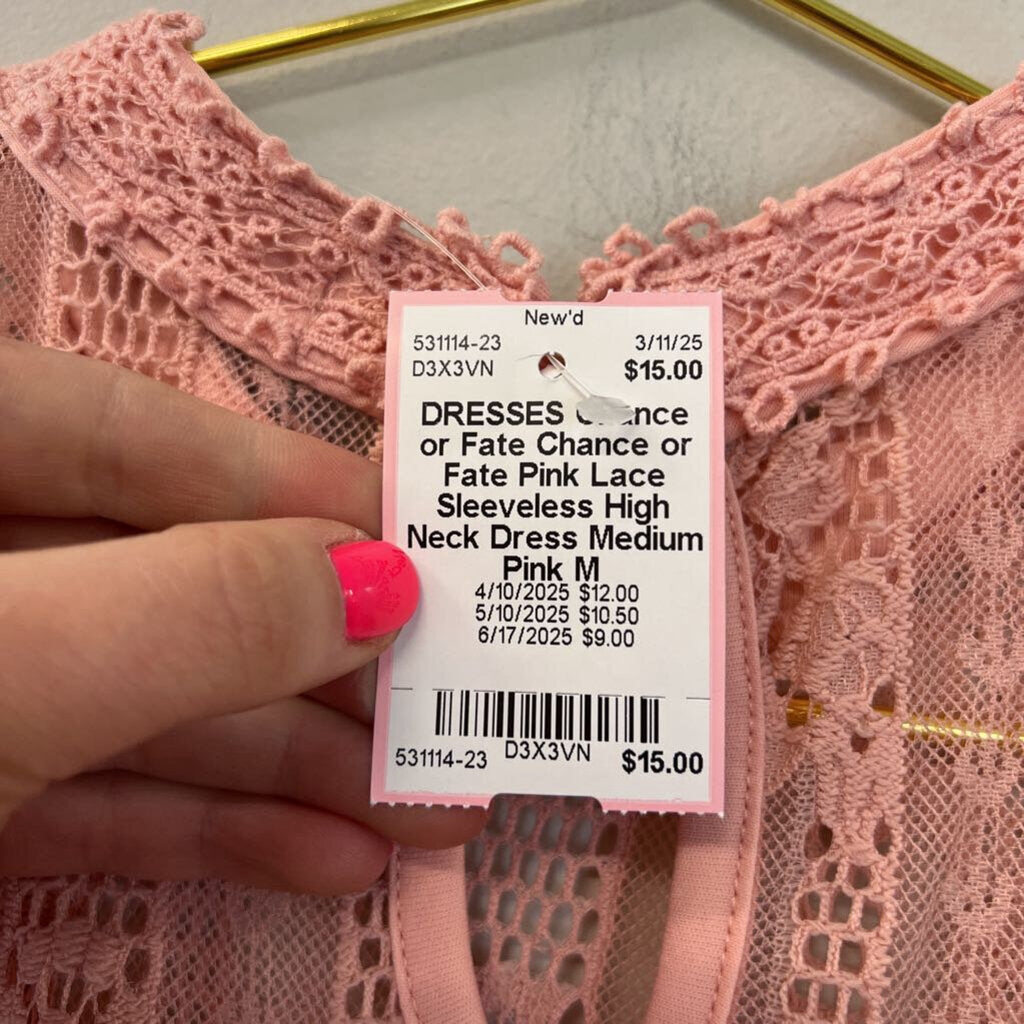 New'd
531114-23 3/11/25
D3X3VN $15.00
DRESSES Chance
or Fate Chance or
Fate Pink Lace
Sleeveless High
Neck Dress Medium
Pink M
4/10/2025 $12.00
5/10/2025 $10.50
6/17/2025 $9.00
531114-23 D3X3VN $15.00